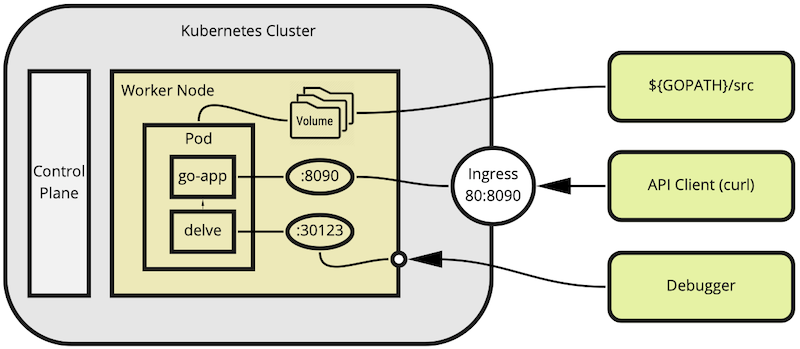 Kubernetes Cluster
Control
Plane
Worker Node
Volume
Pod
go-app
:8090
delve
:30123
Ingress
80:8090
${GOPATH}/src
API Client (curl)
Debugger